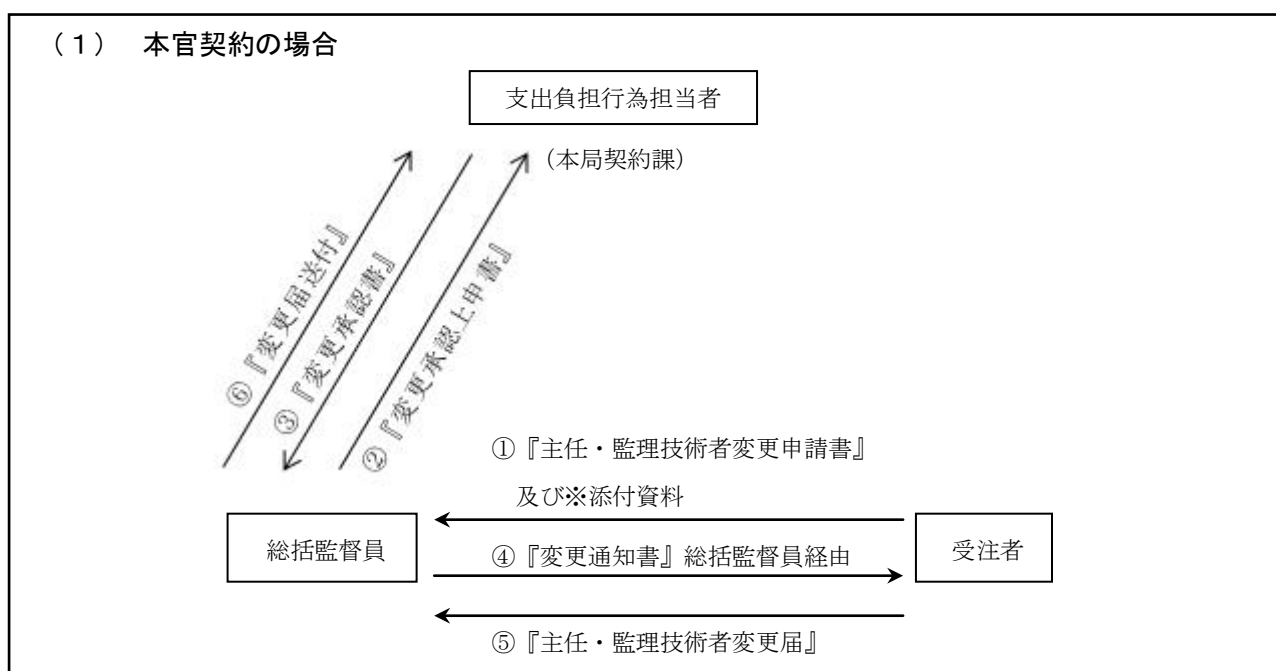 （１）　本官契約の場合
支出負担行為担当者
（本局契約課）
⑥『変更届送付』
③『変更承認書』
②『変更承認上申書』
①『主任・監理技術者変更申請書』
及び※添付資料
総括監督員
④『変更通知書』総括監督員経由
受注者
⑤『主任・監理技術者変更届』